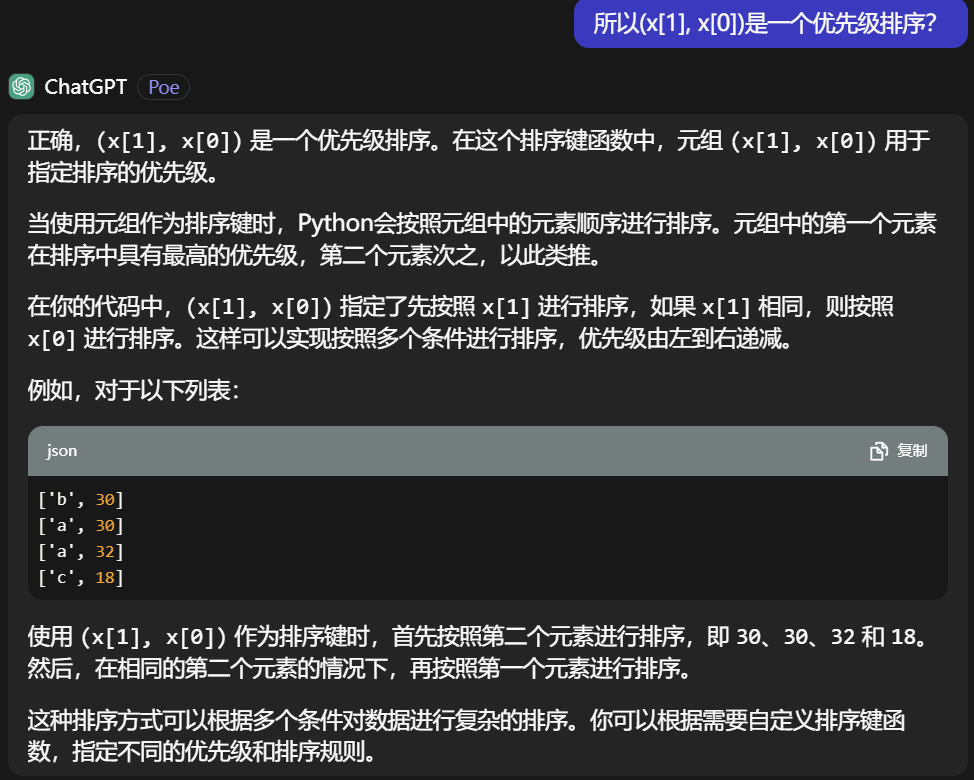 所以(x[1], x[0])是一个优先级排序？
ChatGPT Poe
正确，(x[1], x[0]) 是一个优先级排序。在这个排序键函数中，元组 (x[1], x[0]) 用于
指定排序的优先级。
当使用元组作为排序键时，Python会按照元组中的元素顺序进行排序。元组中的第一个元素
在排序中具有最高的优先级，第二个元素次之，以此类推。
在你的代码中，(x[1], x[0]) 指定了先按照 x[1] 进行排序，如果 x[1] 相同，则按照
x[0] 进行排序。这样可以实现按照多个条件进行排序，优先级由左到右递减。
例如，对于以下列表：
json 复制
['b', 30]
['a', 30]
['a', 32]
['c', 18]
使用 (x[1], x[0]) 作为排序键时，首先按照第二个元素进行排序，即 30、30、32 和 18。
然后，在相同的第二个元素的情况下，再按照第一个元素进行排序。
这种排序方式可以根据多个条件对数据进行复杂的排序。你可以根据需要自定义排序键函
数，指定不同的优先级和排序规则。